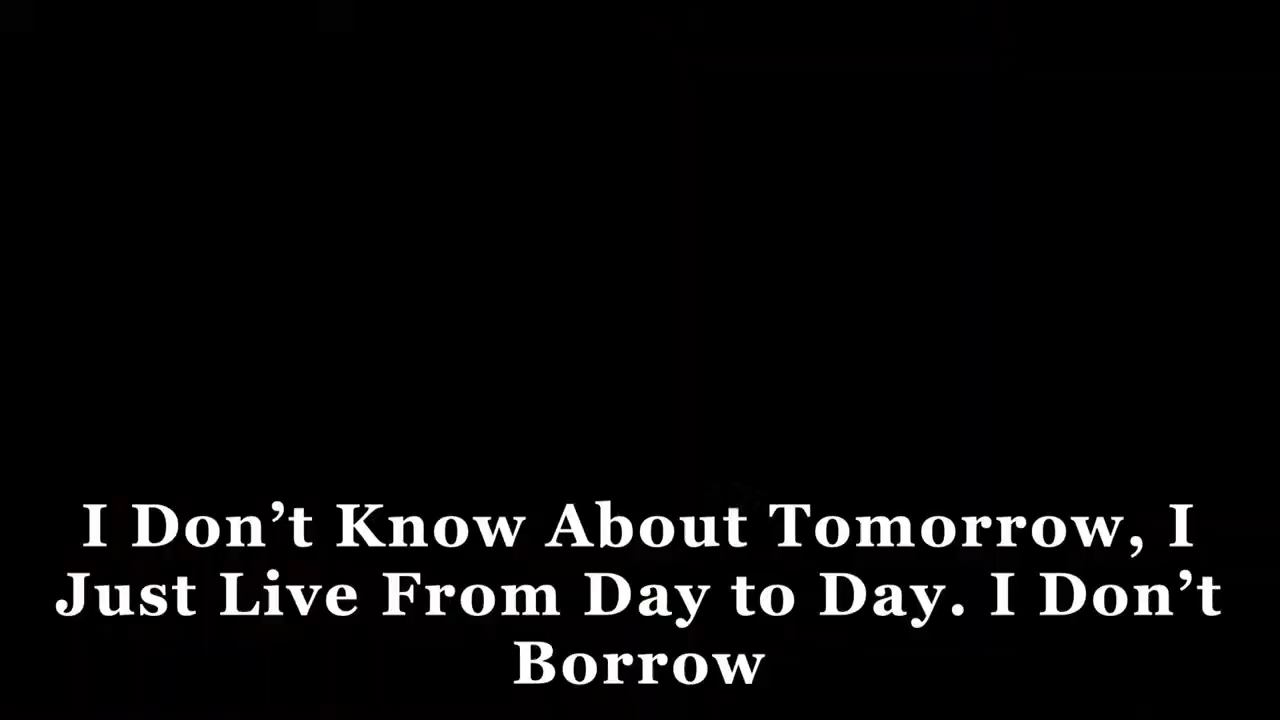 I Don’t Know About Tomorrow, I
Just Live From Day to Day. I Don’t
Borrow